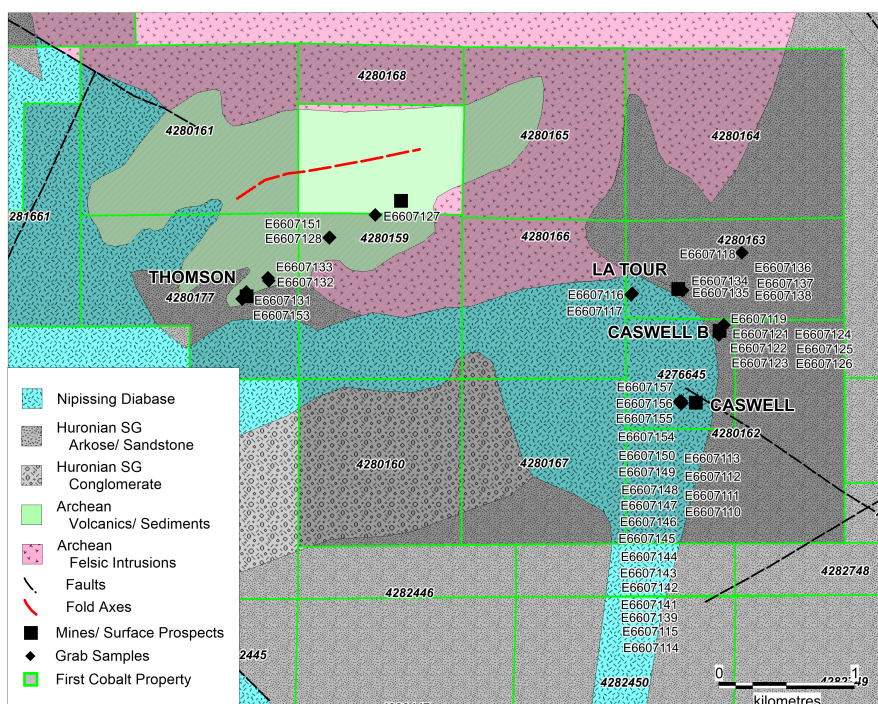 4280168
4280161
4280165
4280164
281661
E6607151
E6607127
E6607128
4280159
4280166
4280163
E6607118
E6607133
E6607136
THOMSON
E6607132
LA TOUR
E6607134
E6607137
4280177
E6607131
E6607116
E6607135
E6607138
E6607153
E6607117
E6607119
CASWELL B
E6607121
E6607124
E6607122
E6607125
E6607123
E6607126
4276645
E6607157
E6607156
CASWELL
E6607155
E6607154
4280162
4280160
4280167
E6607150
E6607113
E6607149
E6607112
E6607148
E6607111
E6607147
E6607110
E6607146
E6607145
E6607144
E6607143
4282748
E6607142
4282446
E6607141
E6607139
E6607115
E6607114
2445
4282450
Nipissing Diabase
Huronian SG
Arkose/ Sandstone
Huronian SG
Conglomerate
Archean
Volcanics/ Sediments
Archean
Felsic Intrusions
Faults
Fold Axes
Mines/ Surface Prospects
Grab Samples
First Cobalt Property
0
1
kilometres